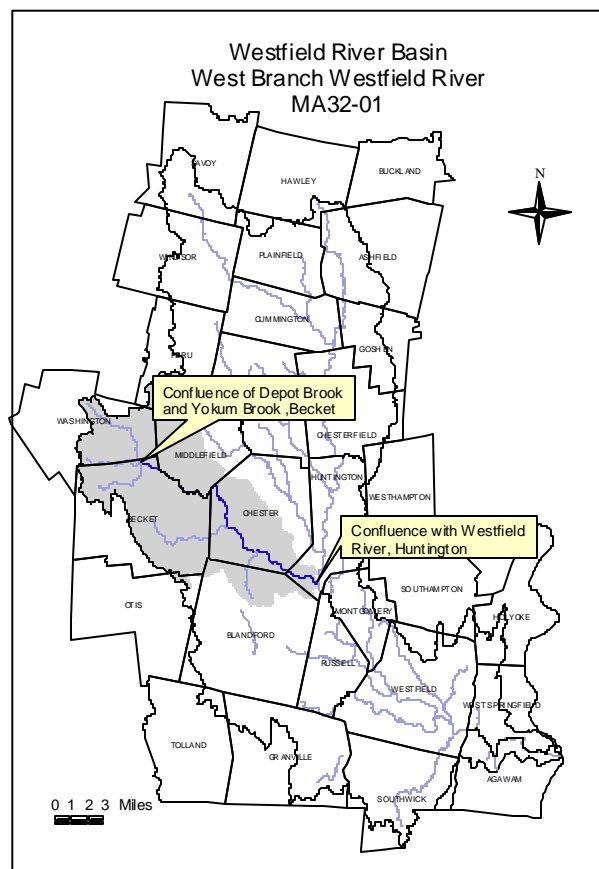 Westfield River Basin
West Branch Westfield River
MA32-01
N
SAVOY
HAWLEY
BUCKLAND
WINDSOR
PLAINFIELD
ASHFIELD
CUMMINGTON
GOSHEN
PERU
Confluence of Depot Brook
and Yokum Brook ,Becket
WASHINGTON
MIDDLEFIELD
CHESTERFIELD
HUNTINGTON
WESTHAMPTON
BECKET
CHESTER
Confluence with Westfield
River, Huntington
OTIS
MONTGOMERY
SOUTHAMPTON
HOLYOKE
BLANDFORD
RUSSELL
WESTFIELD
WEST SPRINGFIELD
TOLLAND
GRANVILLE
SOUTHWICK
AGAWAM
0 1 2 3 Miles